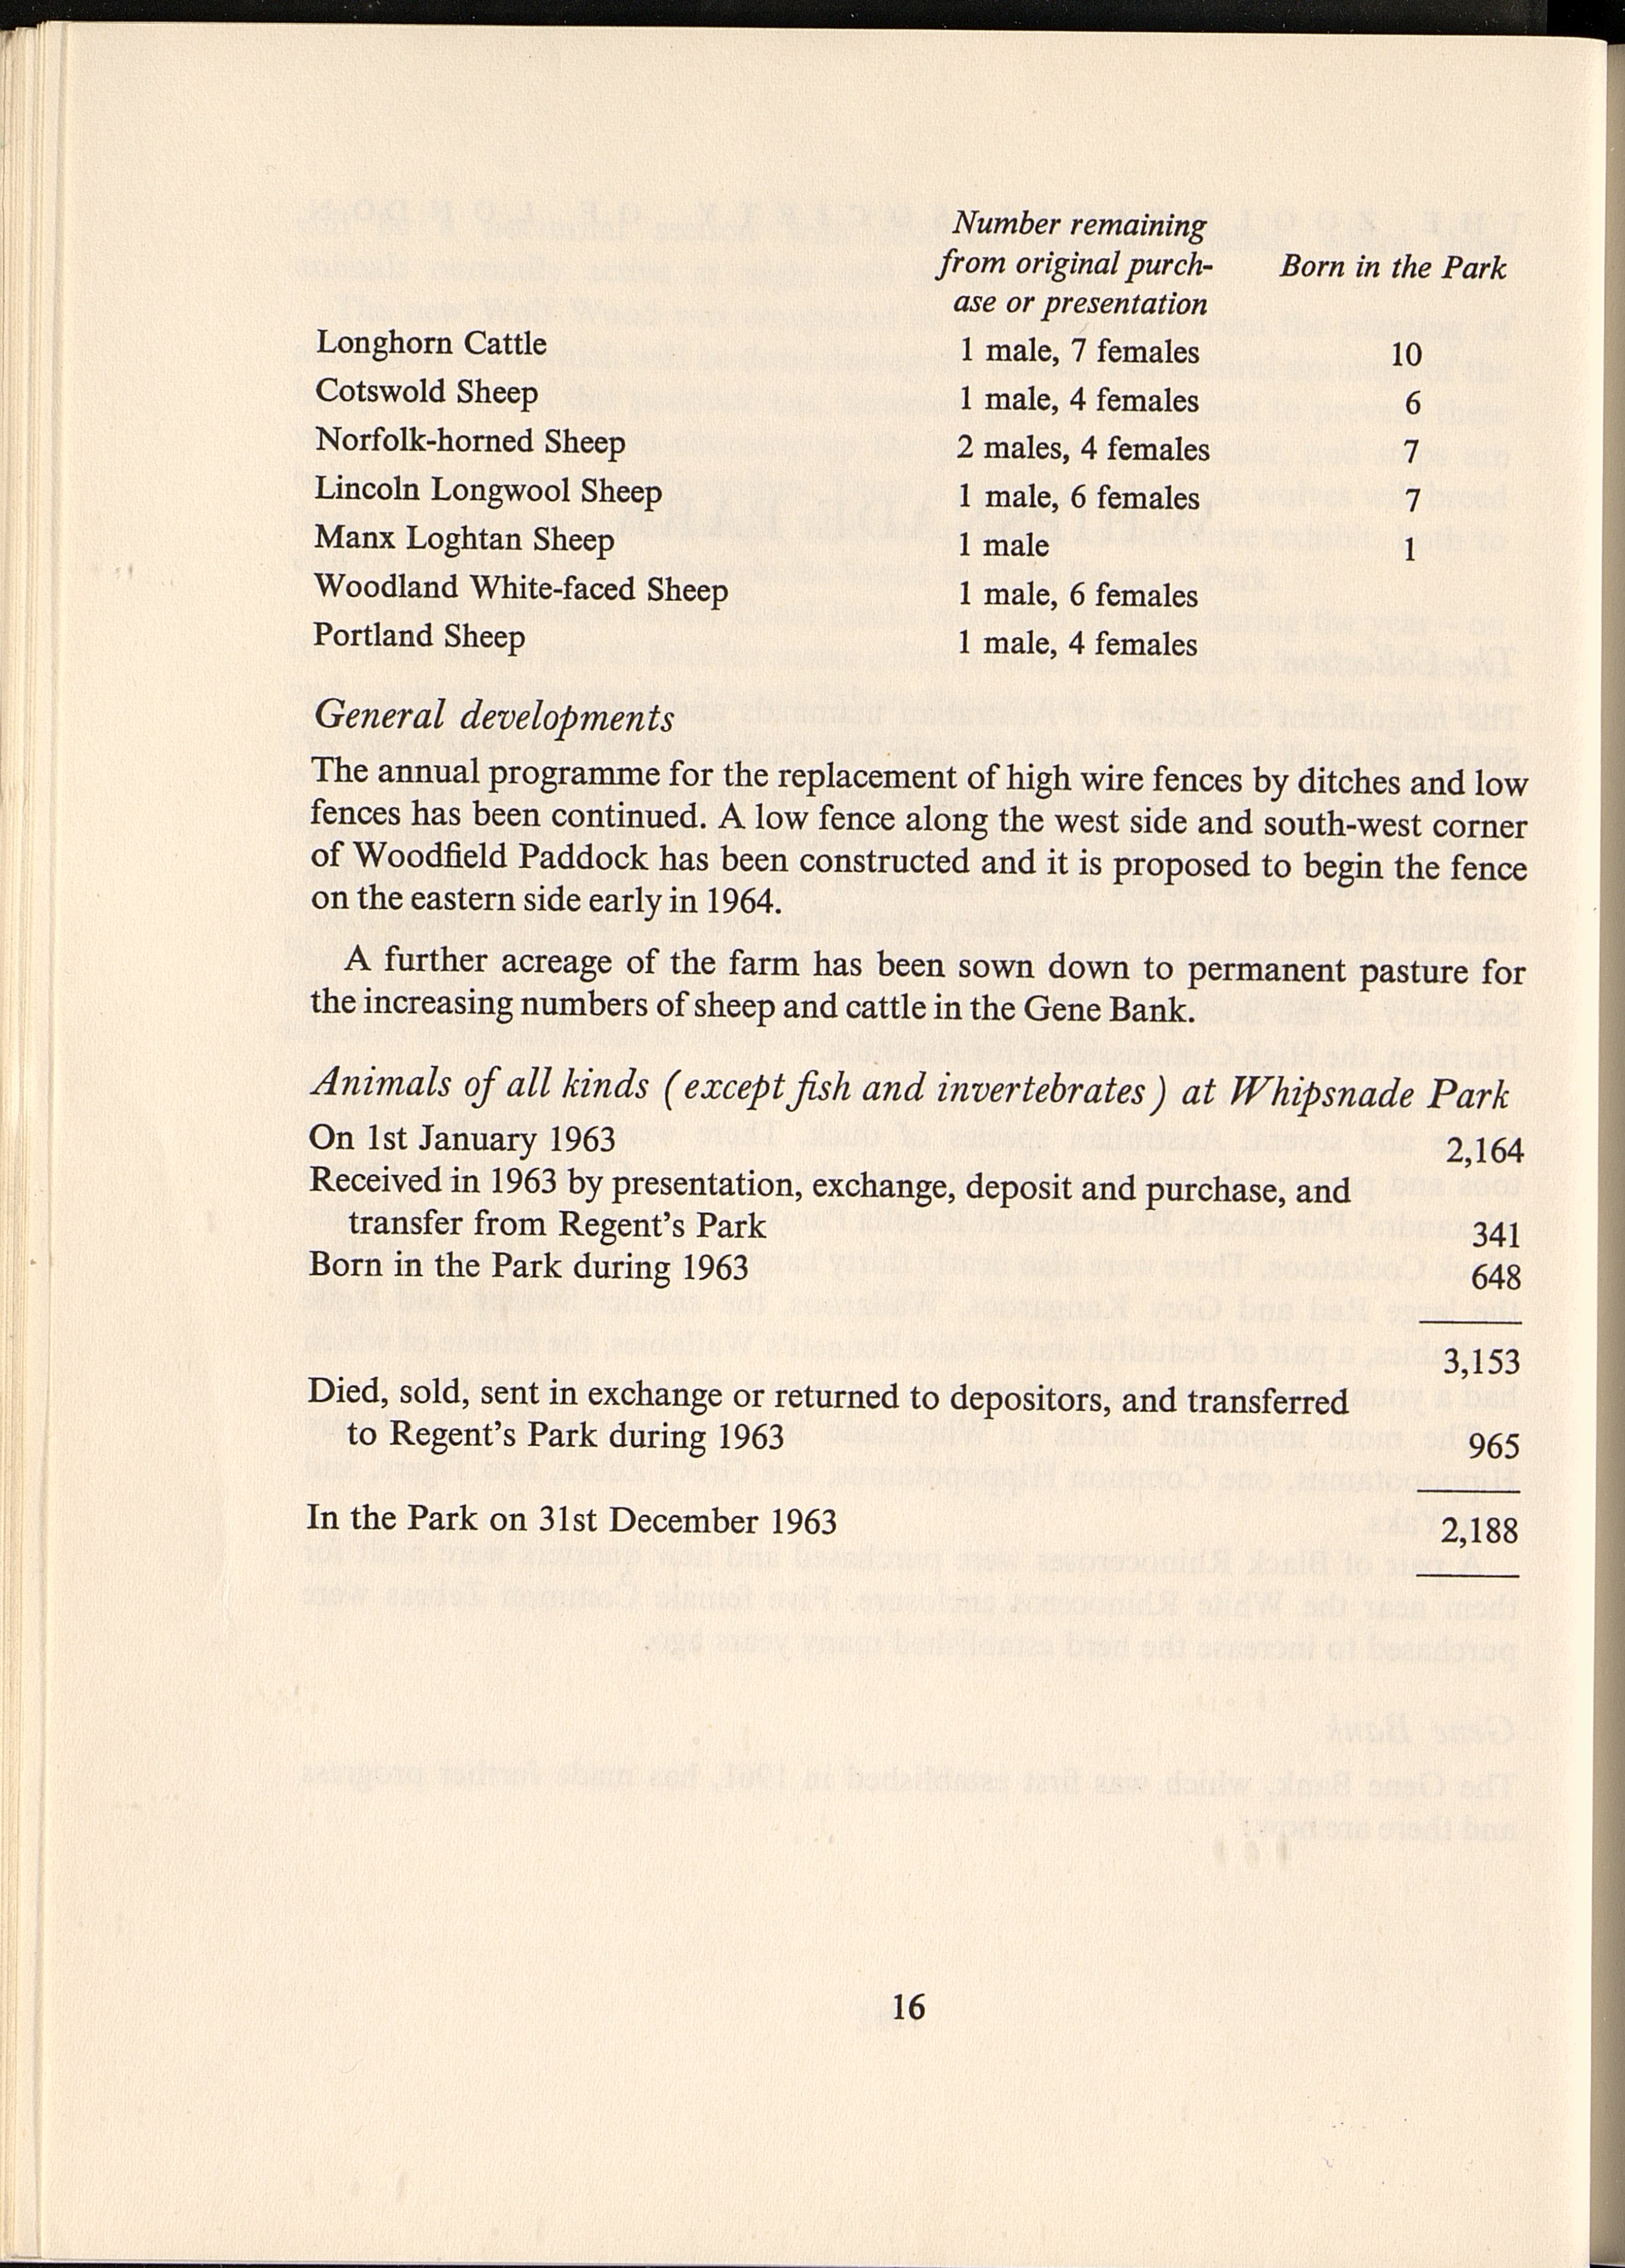 Number remaining
from original purch-
ase or presentation
Born in the Park
Longhorn Cattle 1 male, 7 females 10
Cotswold Sheep 1 male, 4 females 6
Norfolk-horned Sheep 2 males, 4 females 7
Lincoln Longwool Sheep 1 male, 6 females 7
Manx Loghtan Sheep 1 male 1
Woodland White-faced Sheep 1 male, 6 females
Portland Sheep 1 male, 4 females
General developments
The annual programme for the replacement of high wire fences by ditches and low
fences has been continued. A low fence along the west side and south-west corner
of Woodfield Paddock has been constructed and it is proposed to begin the fence
on the eastern side early in 1964.
A further acreage of the farm has been sown down to permanent pasture for
the increasing numbers of sheep and cattle in the Gene Bank.
Animals of all kinds (except fish and invertebrates) at Whipsnade Park
On 1st January 1963 2,164
Received in 1963 by presentation, exchange, deposit and purchase, and
transfer from Regent's Park 341
Born in the Park during 1963 648
3,153
Died, sold, sent in exchange or returned to depositors, and transferred
to Regent's Park during 1963 965
In the Park on 31st December 1963 2,188
16